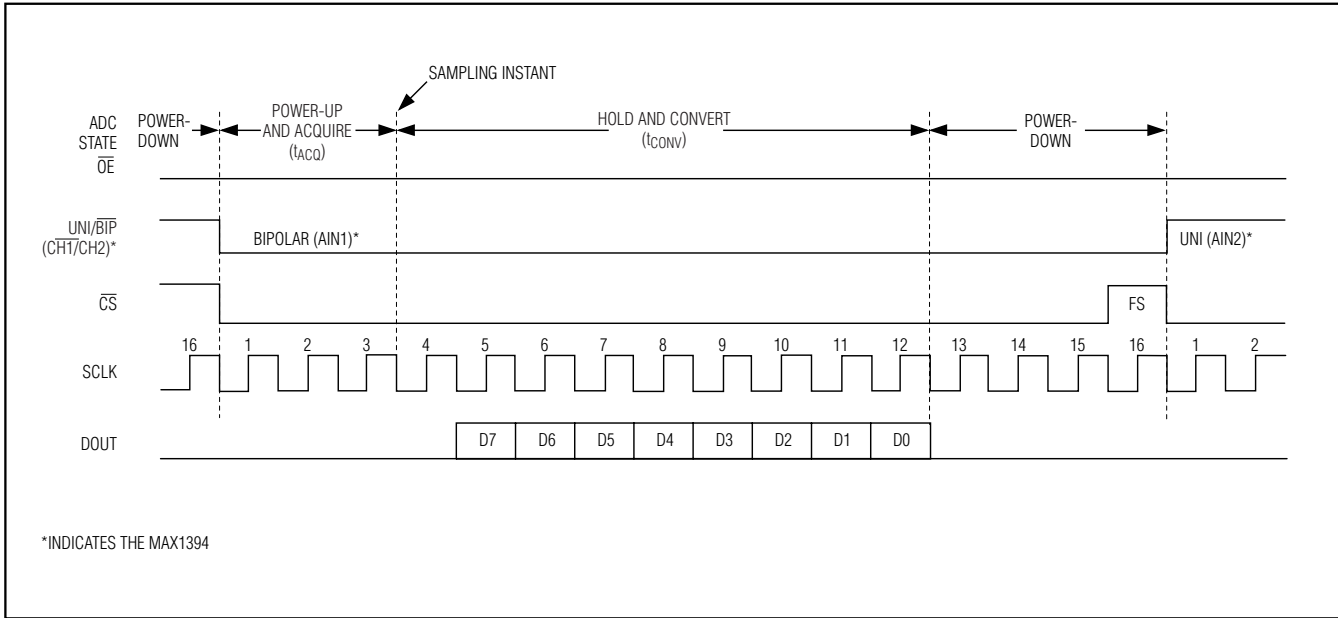 SAMPLING INSTANT
ADC
STATE
OE
POWER-
DOWN
POWER-UP
AND ACQUIRE
(tACQ)
HOLD AND CONVERT
(tCONV)
POWER-
DOWN
UNI/BIP
(CH1/CH2)*
BIPOLAR (AIN1)*
UNI (AIN2)*
CS
FS
SCLK
16 1 2 3 4 5 6 7 8 9 10 11 12 13 14 15 16 1 2
DOUT
D7 D6 D5 D4 D3 D2 D1 D0
*INDICATES THE MAX1394